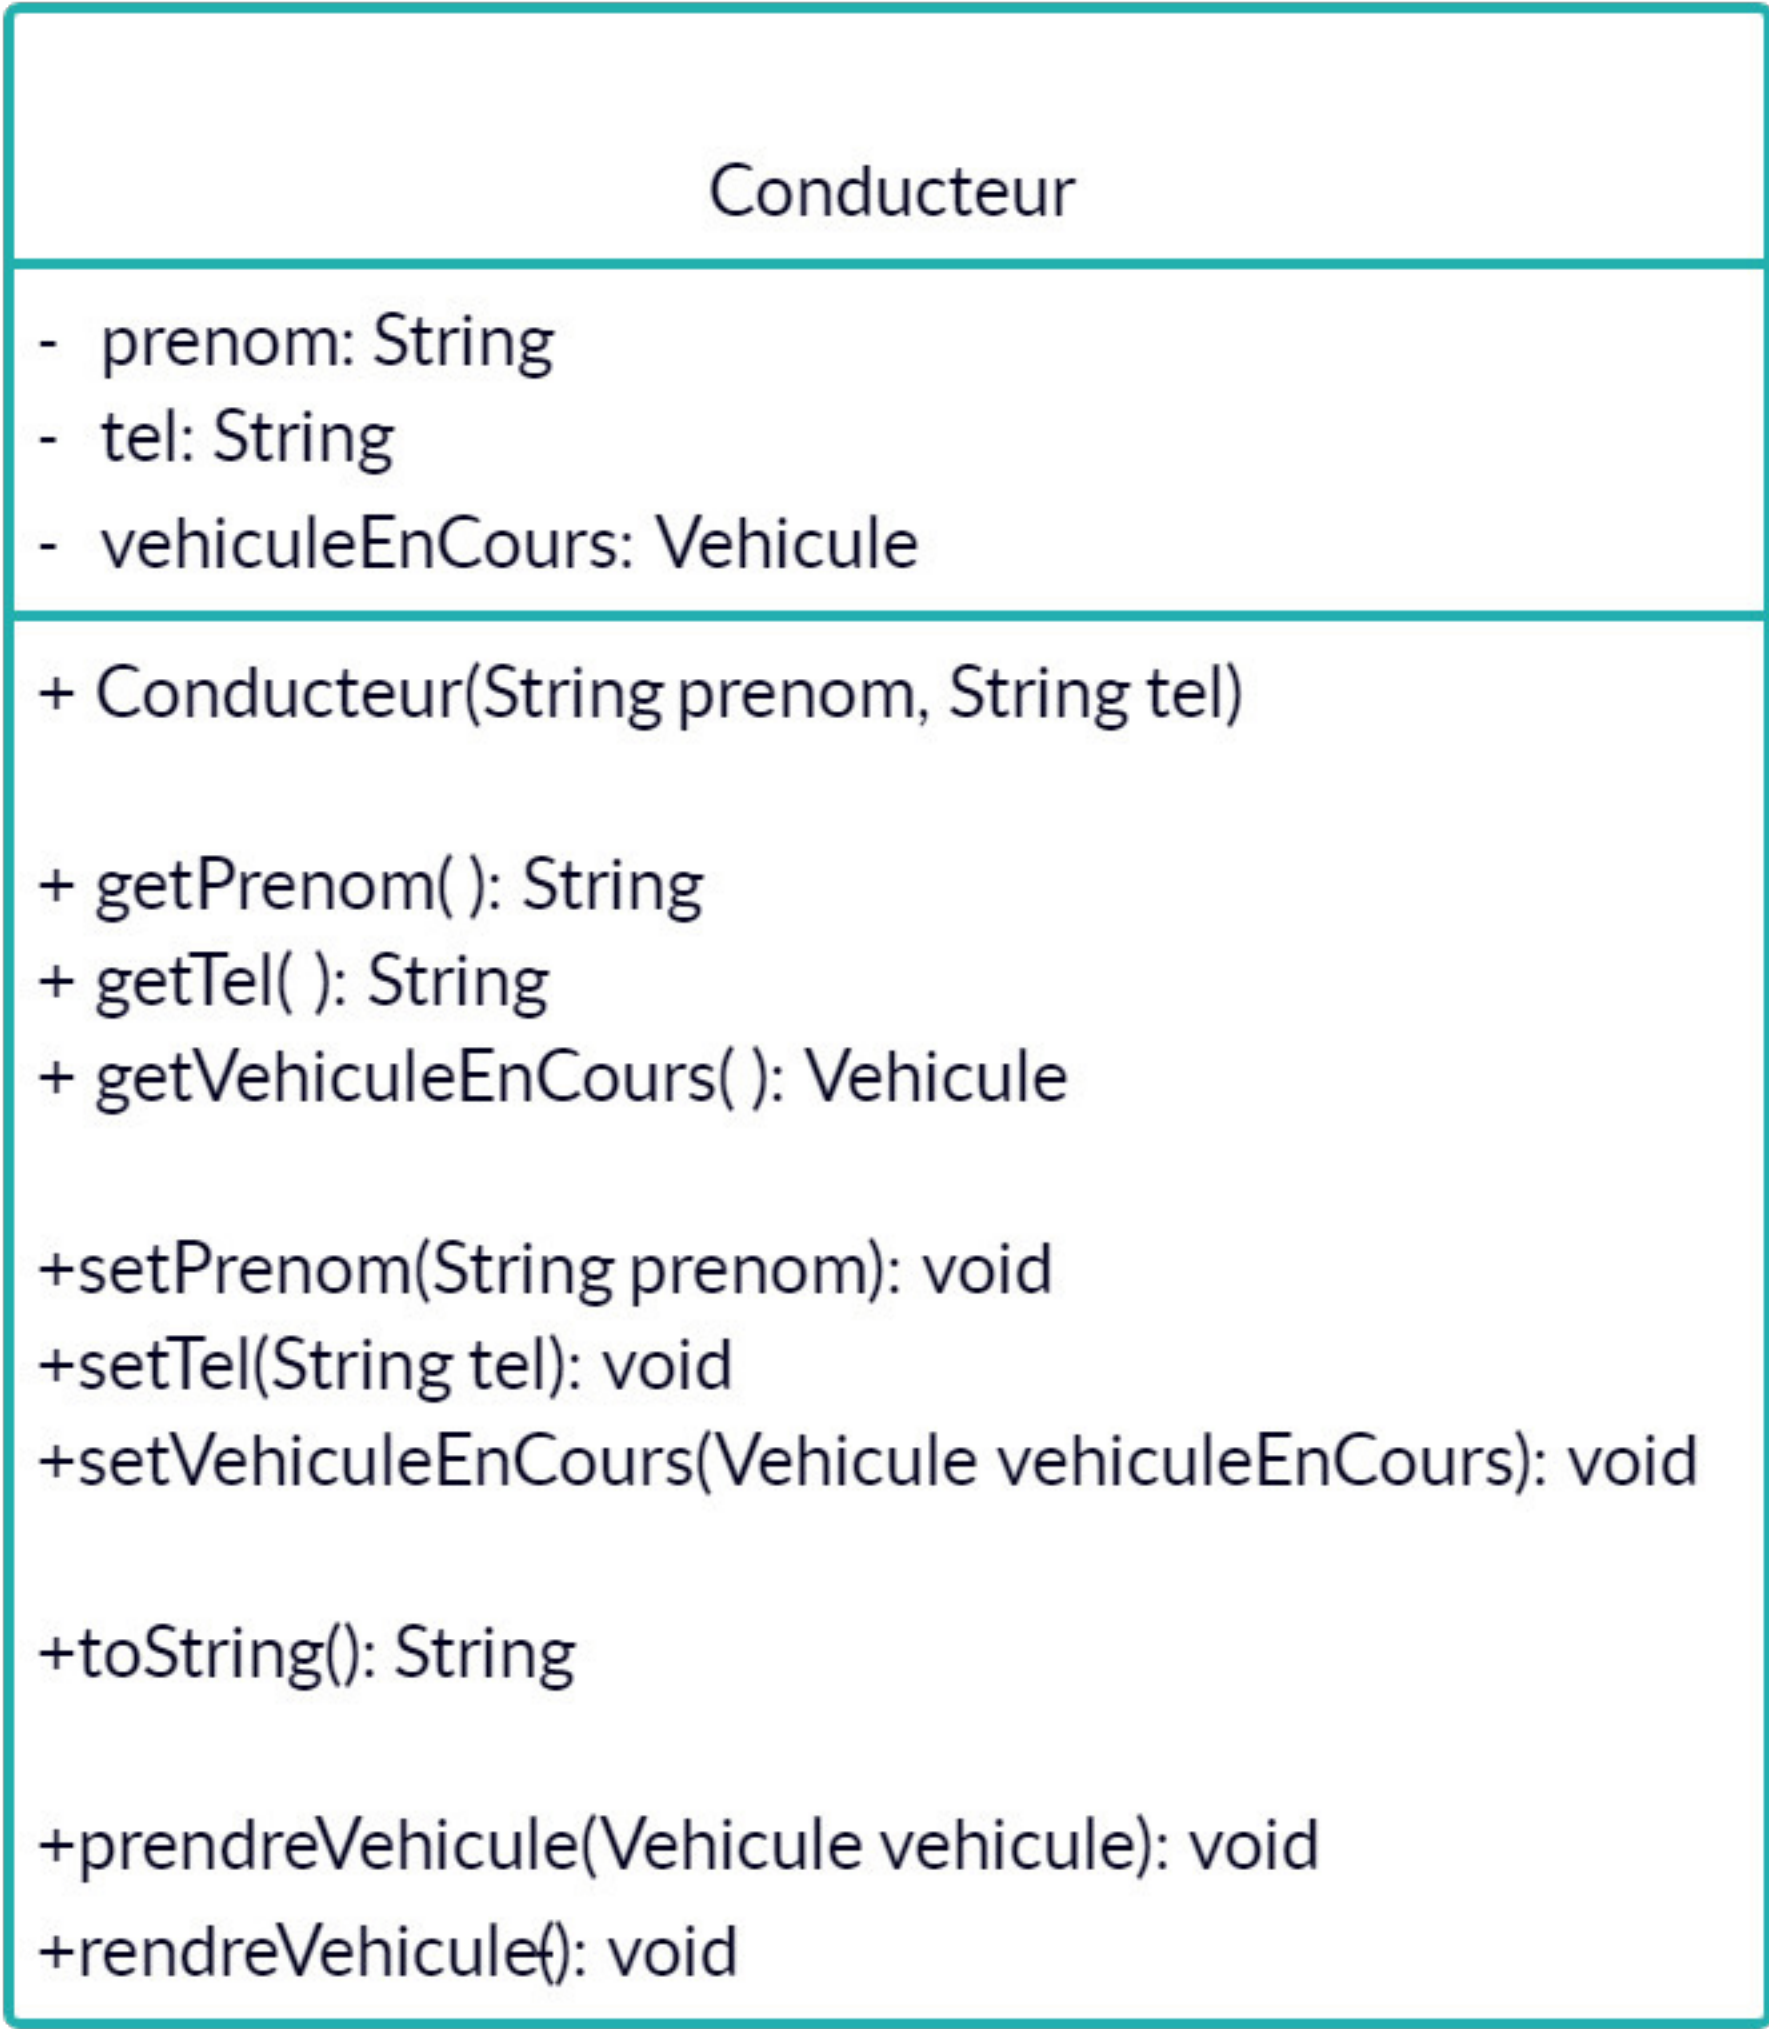 Conducteur
- prenom: String
- tel: String
- vehiculeEnCours: Vehicule
+ Conducteur(String prenom, String tel)
+ getPrenom( ): String
+ getTel( ): String
+ getVehiculeEnCours( ): Vehicule
+setPrenom(String prenom): void
+setTel(String tel): void
+setVehiculeEnCours(Vehicule vehiculeEnCours): void
+toString(): String
+prendreVehicule(Vehicule vehicule): void
+rendreVehicule(): void